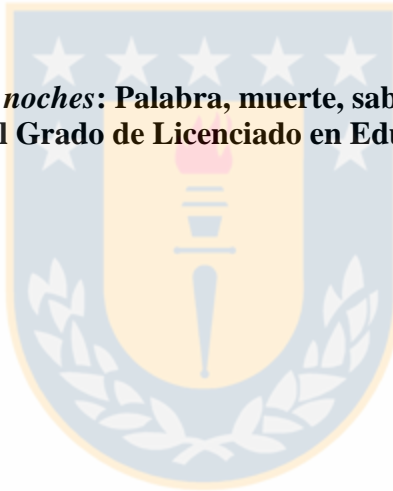 noches: Palabra, muerte, sab
l Grado de Licenciado en Edu